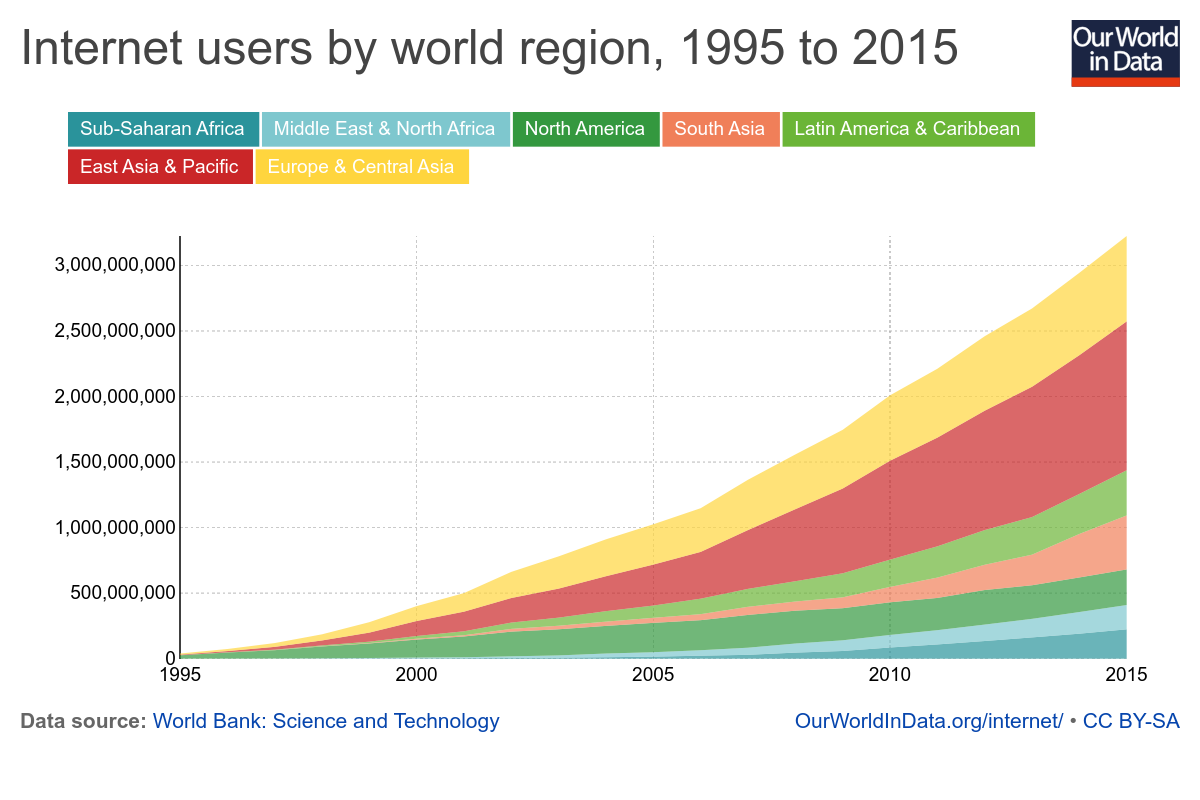 Internet users by world region, 1995 to 2015
Our World
in Data
Sub-Saharan Africa
Middle East & North Africa
North America
South Asia
Latin America & Caribbean
East Asia & Pacific
Europe & Central Asia
3,000,000,000
2,500,000,000
2,000,000,000
1,500,000,000
1,000,000,000
500,000,000
0
1995
2000
2005
2010
2015
Data source: World Bank: Science and Technology
OurWorldInData.org/internet/ • CC BY-SA